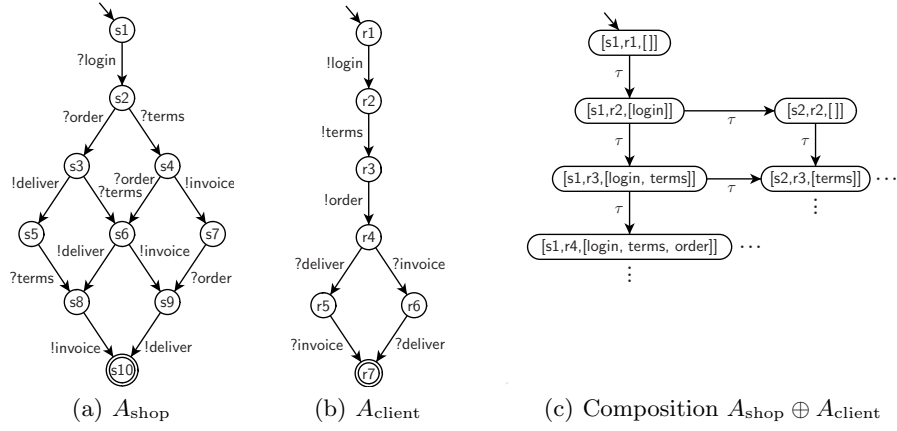 s1
?login
s2
?order
?terms
s3
s4
!deliver
?terms
?order
!invoice
s5
s6
s7
?terms
!deliver
!invoice
?order
s8
s9
!invoice
!deliver
s10
(a) A_shop
r1
!login
r2
!terms
r3
!order
r4
?deliver
?invoice
r5
r6
?invoice
?deliver
r7
(b) A_client
[s1,r1,[ ]]
τ
[s1,r2,[login]]
τ
[s2,r2,[ ]]
τ
τ
[s1,r3,[login, terms]]
τ
[s2,r3,[terms]]
···
τ
⋮
[s1,r4,[login, terms, order]]
···
⋮
(c) Composition A_shop ⊕ A_client